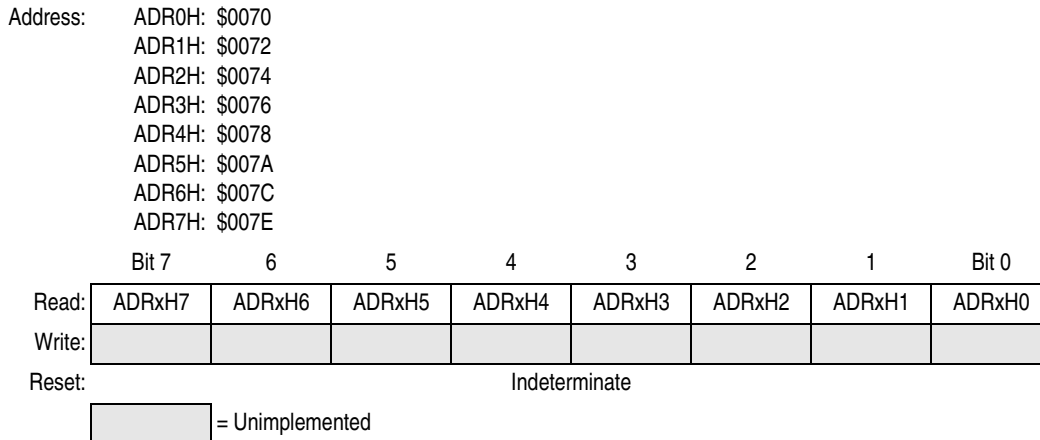 Address: ADR0H: $0070
ADR1H: $0072
ADR2H: $0074
ADR3H: $0076
ADR4H: $0078
ADR5H: $007A
ADR6H: $007C
ADR7H: $007E
Bit 7 6 5 4 3 2 1 Bit 0
Read: ADRxH7 ADRxH6 ADRxH5 ADRxH4 ADRxH3 ADRxH2 ADRxH1 ADRxH0
Write:
Reset: Indeterminate
= Unimplemented